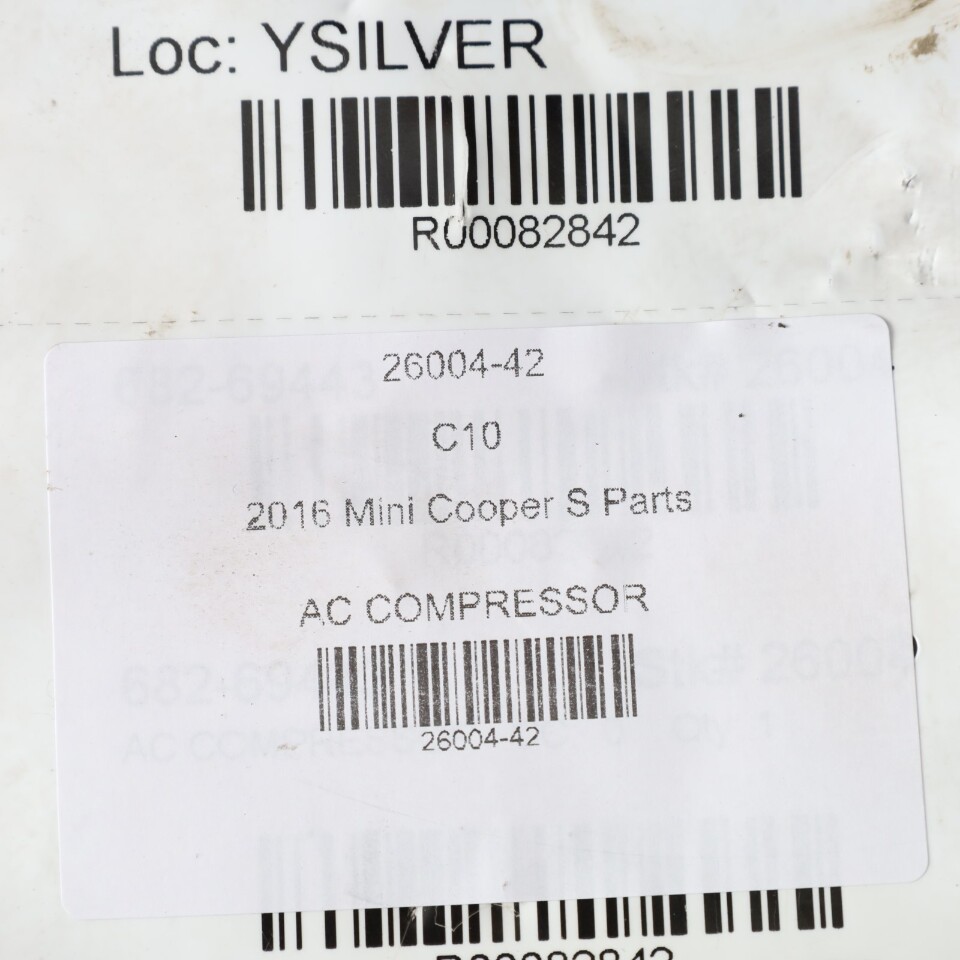 Loc: YSILVER
R00082842
26004-42
C10
2016 Mini Cooper S Parts
AC COMPRESSOR
26004-42